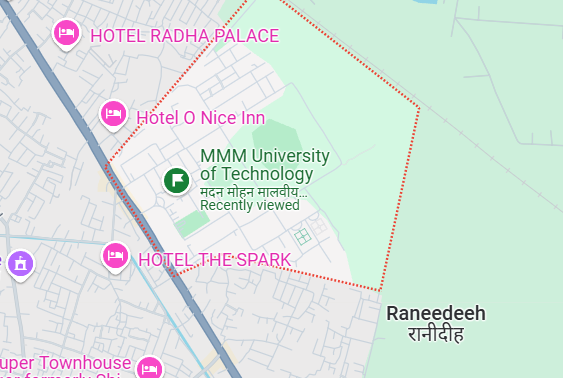 HOTEL RADHA PALACE
Hotel O Nice Inn
MMM University
of Technology
मदन मोहन मालवीय...
Recently viewed
HOTEL THE SPARK
Raneedeeh
रानीदीह
uper Townhouse
formerly